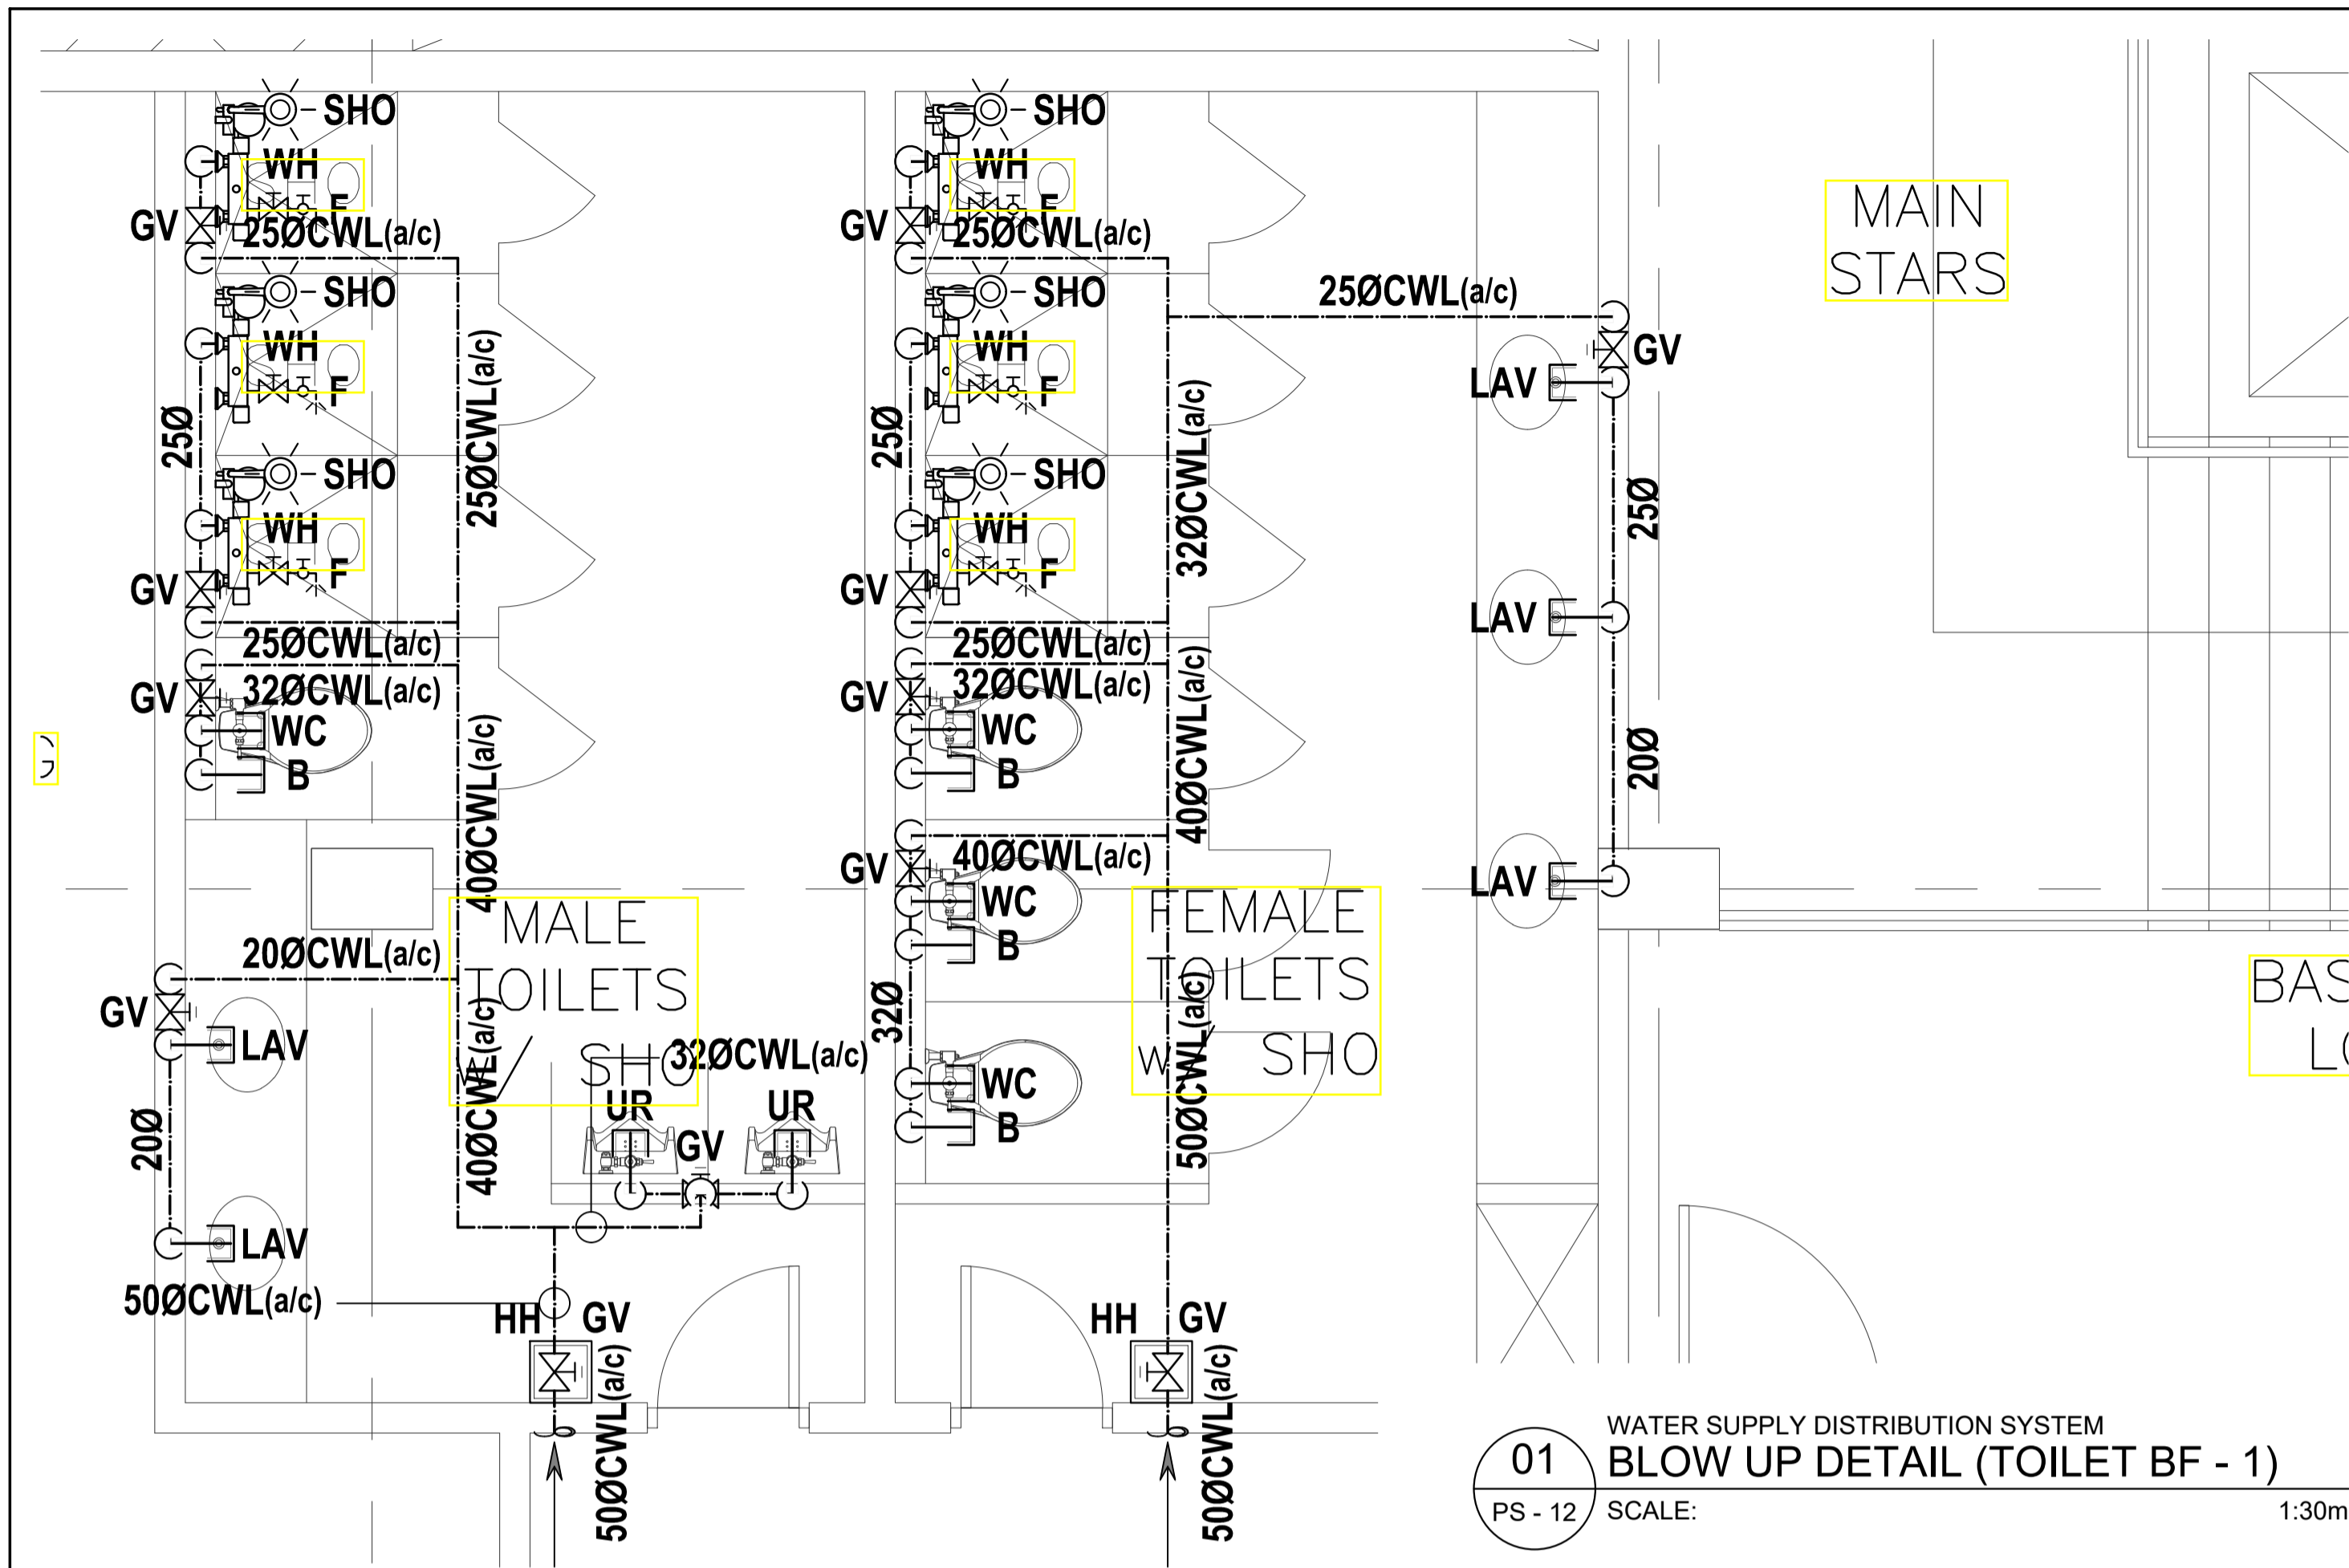 SHO
WH
F
GV
25ØCWL(a/c)
SHO
WH
F
25Ø
25ØCWL(a/c)
SHO
WH
F
GV
25ØCWL(a/c)
GV
32ØCWL(a/c)
WC
B
40ØCWL(a/c)
20ØCWL(a/c)
GV
LAV
20Ø
LAV
40ØCWL(a/c)
MALE
TOILETS
W/ SHO
32ØCWL(a/c)
UR
UR
GV
50ØCWL(a/c)
HH
GV
50ØCWL(a/c)
SHO
WH
F
GV
25ØCWL(a/c)
SHO
WH
F
25Ø
32ØCWL(a/c)
SHO
WH
F
GV
25ØCWL(a/c)
GV
32ØCWL(a/c)
WC
B
40ØCWL(a/c)
GV
40ØCWL(a/c)
WC
B
32Ø
WC
B
FEMALE
TOILETS
W/ SHO
50ØCWL(a/c)
HH
GV
50ØCWL(a/c)
25ØCWL(a/c)
GV
LAV
25Ø
LAV
20Ø
LAV
MAIN
STARS
BAS
LO
01
PS - 12
WATER SUPPLY DISTRIBUTION SYSTEM
BLOW UP DETAIL (TOILET BF - 1)
SCALE:
1:30m